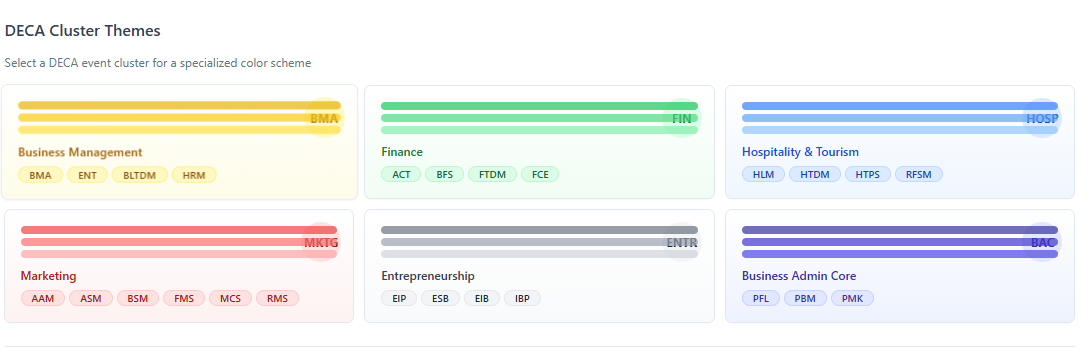 DECA Cluster Themes
Select a DECA event cluster for a specialized color scheme
BMA
Business Management
BMA ENT BLTDM HRM
FIN
Finance
ACT BFS FTDM FCE
HOSP
Hospitality & Tourism
HLM HTDM HTPS RFSM
MKTG
Marketing
AAM ASM BSM FMS MCS RMS
ENTR
Entrepreneurship
EIP ESB EIB IBP
BAC
Business Admin Core
PFL PBM PMK